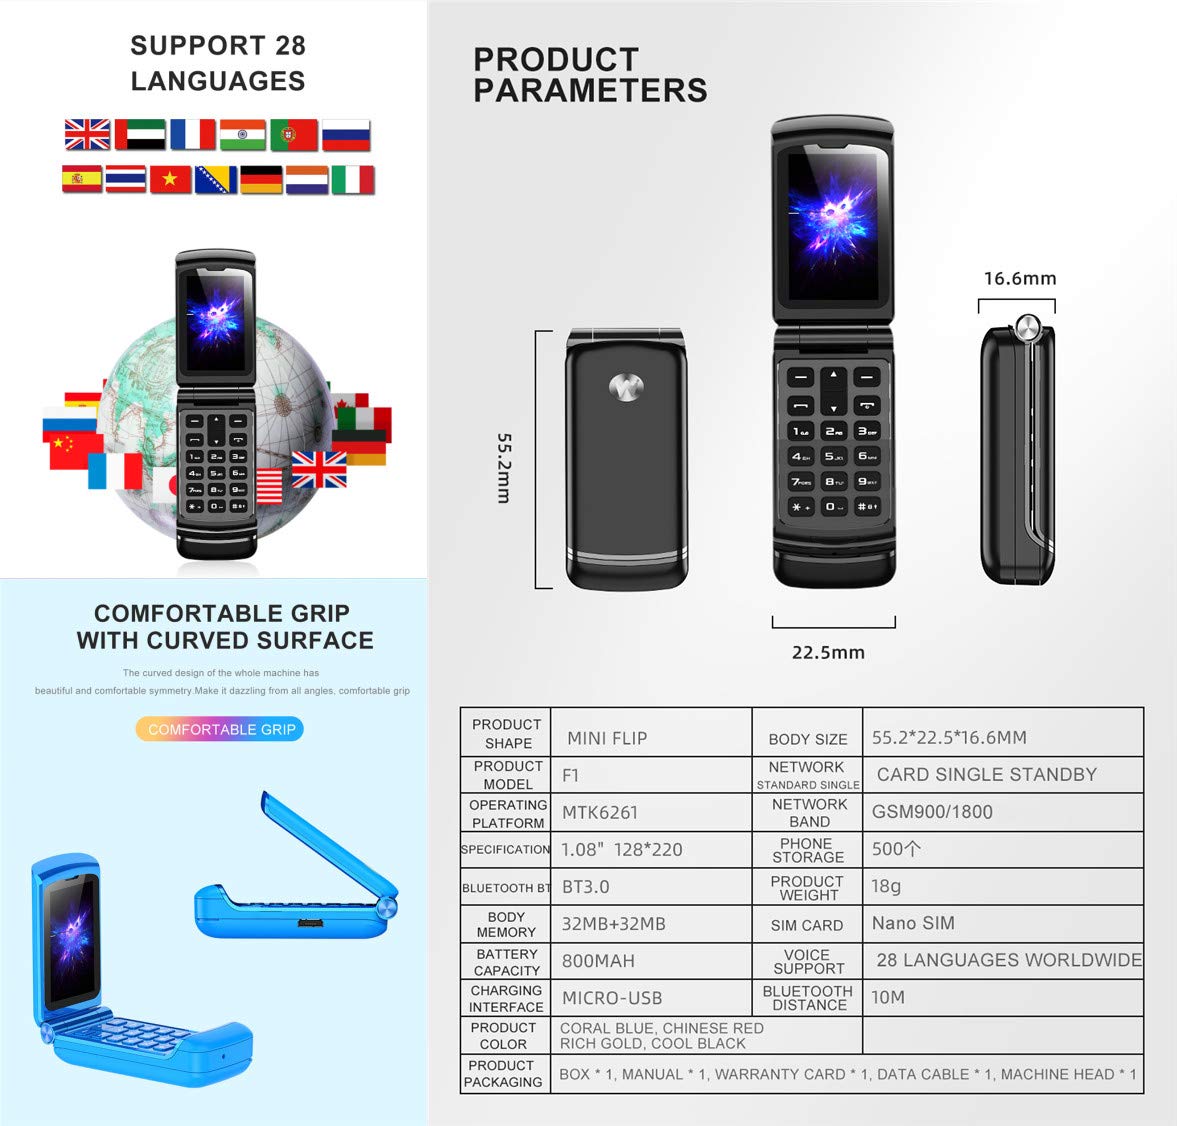 SUPPORT 28
LANGUAGES
COMFORTABLE GRIP
WITH CURVED SURFACE
The curved design of the whole machine has
beautiful and comfortable symmetry.Make it dazzling from all angles, comfortable grip
COMFORTABLE GRIP
PRODUCT
PARAMETERS
16.6mm
55.2mm
W
22.5mm
PRODUCT SHAPE
MINI FLIP
BODY SIZE
55.2*22.5*16.6MM
PRODUCT MODEL
F1
NETWORK
STANDARD SINGLE
CARD SINGLE STANDBY
OPERATING PLATFORM
MTK6261
NETWORK BAND
GSM900/1800
SPECIFICATION
1.08" 128*220
PHONE STORAGE
500个
BLUETOOTH BT
BT3.0
PRODUCT WEIGHT
18g
BODY MEMORY
32MB+32MB
SIM CARD
Nano SIM
BATTERY CAPACITY
800MAH
VOICE SUPPORT
28 LANGUAGES WORLDWIDE
CHARGING INTERFACE
MICRO-USB
BLUETOOTH DISTANCE
10M
PRODUCT COLOR
CORAL BLUE, CHINESE RED
RICH GOLD, COOL BLACK
PRODUCT PACKAGING
BOX * 1, MANUAL * 1, WARRANTY CARD * 1, DATA CABLE * 1, MACHINE HEAD * 1